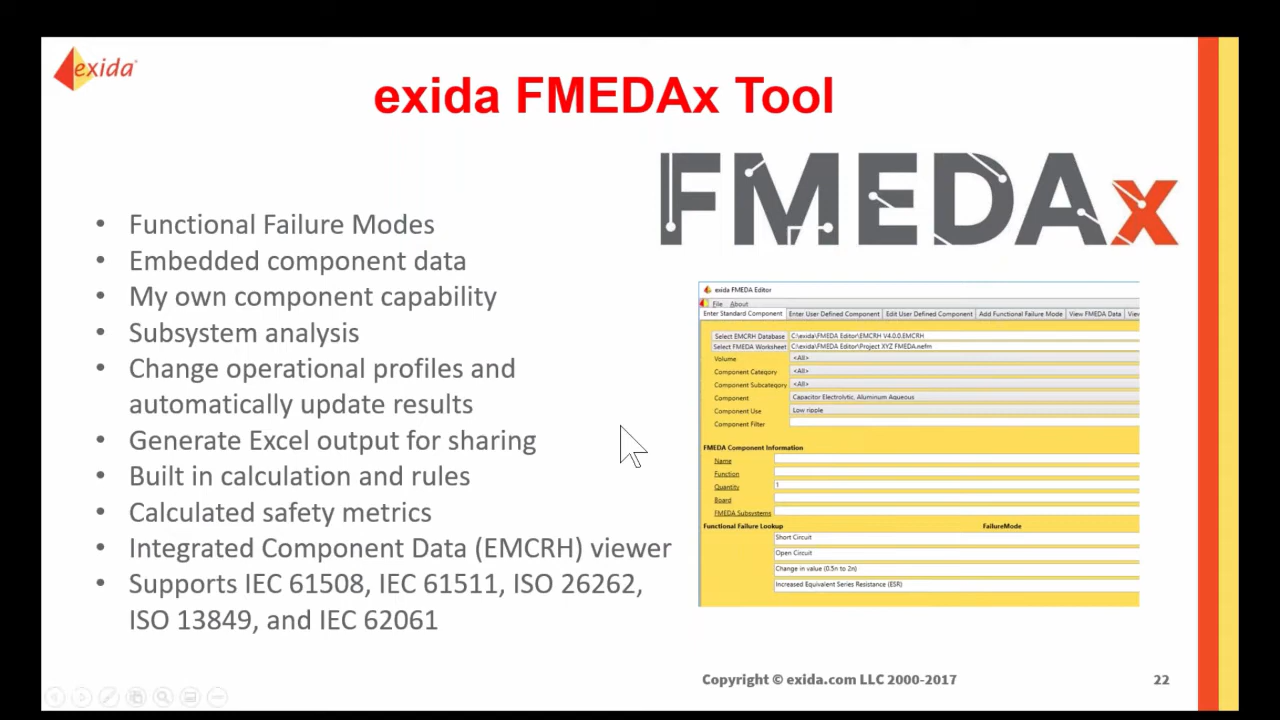 exida
exida FMEDAx Tool
FMEDAx
• Functional Failure Modes
• Embedded component data
• My own component capability
• Subsystem analysis
• Change operational profiles and
automatically update results
• Generate Excel output for sharing
• Built in calculation and rules
• Calculated safety metrics
• Integrated Component Data (EMCRH) viewer
• Supports IEC 61508, IEC 61511, ISO 26262,
ISO 13849, and IEC 62061
exida FMEDA Editor
File About
Enter Standard Component Enter User Defined Component Edit User Defined Component Add Functional Failure Mode View FMEDA Data View
Select EMCRH Database C:\exida\FMEDA Editor\EMCRH V4.0.0.EMCRH
Select FMEDA Worksheet C:\exida\FMEDA Editor\Project XYZ FMEDA.nefm
Volume <All>
Component Category <All>
Component Subcategory <All>
Component Capacitor Electrolytic, Aluminum Aqueous
Component Use Low ripple
Component Filter
FMEDA Component Information
Name
Function
Quantity 1
Board
FMEDA Subsystems
Functional Failure Lookup FailureMode
Short Circuit
Open Circuit
Change in value (0.5n to 2n)
Increased Equivalent Series Resistance (ESR)
Copyright © exida.com LLC 2000-2017
22